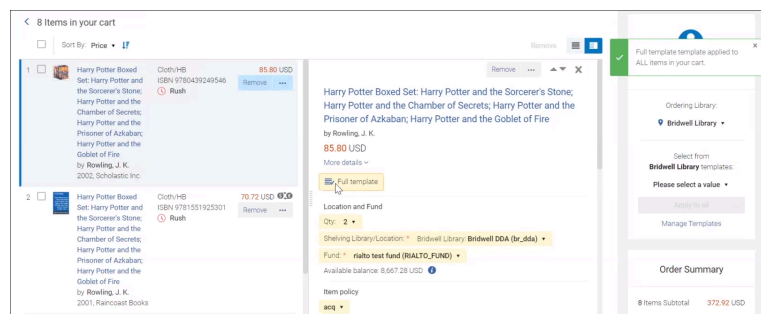 8 Items in your cart
Sort By: Price
Remove
Full template template applied to
ALL items in your cart.
1
Harry Potter Boxed
Set: Harry Potter and
the Sorcerer's Stone;
Harry Potter and the
Chamber of Secrets;
Harry Potter and the
Prisoner of Azkaban;
Harry Potter and the
Goblet of Fire
by Rowling, J. K.
2002, Scholastic Inc
Cloth/HB
ISBN 9780439249546
Rush
85.80 USD
Remove
2
Harry Potter Boxed
Set: Harry Potter and
the Sorcerer's Stone;
Harry Potter and the
Chamber of Secrets;
Harry Potter and the
Prisoner of Azkaban;
Harry Potter and the
Goblet of Fire
by Rowling, J. K.
2001, Raincoast Books
Cloth/HB
ISBN 9781551925301
Rush
70.72 USD
Remove
Remove
Harry Potter Boxed Set: Harry Potter and the Sorcerer's Stone;
Harry Potter and the Chamber of Secrets; Harry Potter and the
Prisoner of Azkaban; Harry Potter and the Goblet of Fire
by Rowling, J. K.
85.80 USD
More details
Full template
Location and Fund
Qty: 2
Shelving Library/Location: * Bridwell Library: Bridwell DDA (br_dda)
Fund: * rialto test fund (RIALTO_FUND)
Available balance: 8,667.28 USD
Item policy
acq
Ordering Library:
Bridwell Library
Select from
Bridwell Library templates:
Please select a value
Apply to all
Manage Templates
Order Summary
8 Items Subtotal 372.92 USD